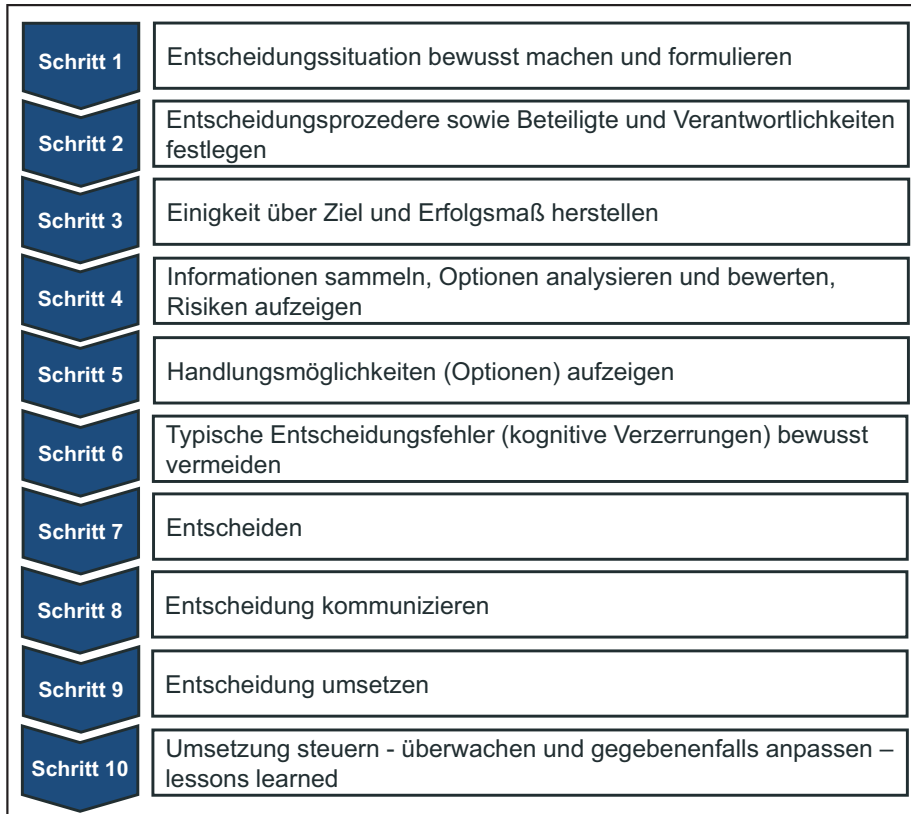 Schritt 1
Entscheidungssituation bewusst machen und formulieren
Schritt 2
Entscheidungsprozedere sowie Beteiligte und Verantwortlichkeiten
festlegen
Schritt 3
Einigkeit über Ziel und Erfolgsmaß herstellen
Schritt 4
Informationen sammeln, Optionen analysieren und bewerten,
Risiken aufzeigen
Schritt 5
Handlungsmöglichkeiten (Optionen) aufzeigen
Schritt 6
Typische Entscheidungsfehler (kognitive Verzerrungen) bewusst
vermeiden
Schritt 7
Entscheiden
Schritt 8
Entscheidung kommunizieren
Schritt 9
Entscheidung umsetzen
Schritt 10
Umsetzung steuern - überwachen und gegebenenfalls anpassen –
lessons learned